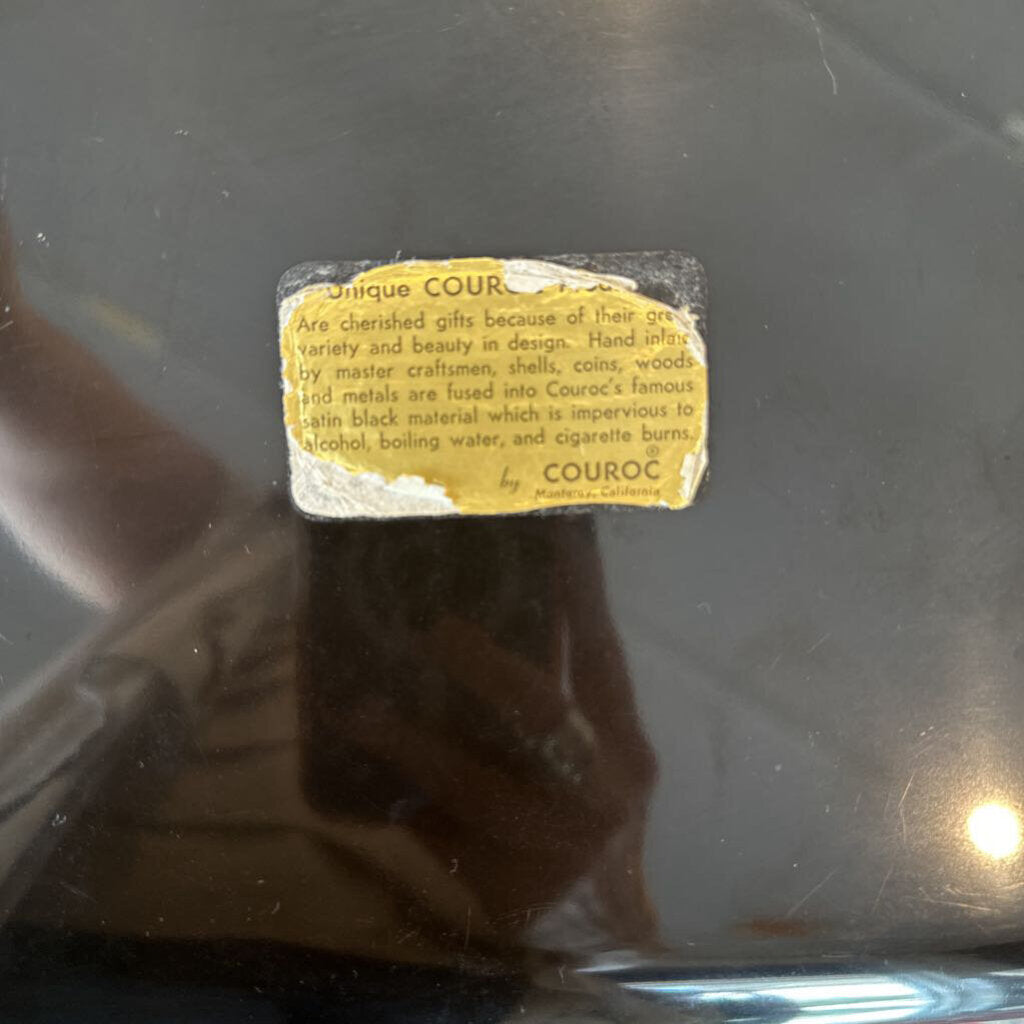 Unique COUROC
Are cherished gifts because of their
variety and beauty in design. Hand inlaid
by master craftsmen, shells, coins, woods
and metals are fused into Couroc's famous
satin black material which is impervious to
alcohol, boiling water, and cigarette burns.
®
by COUROC
Monterey, California